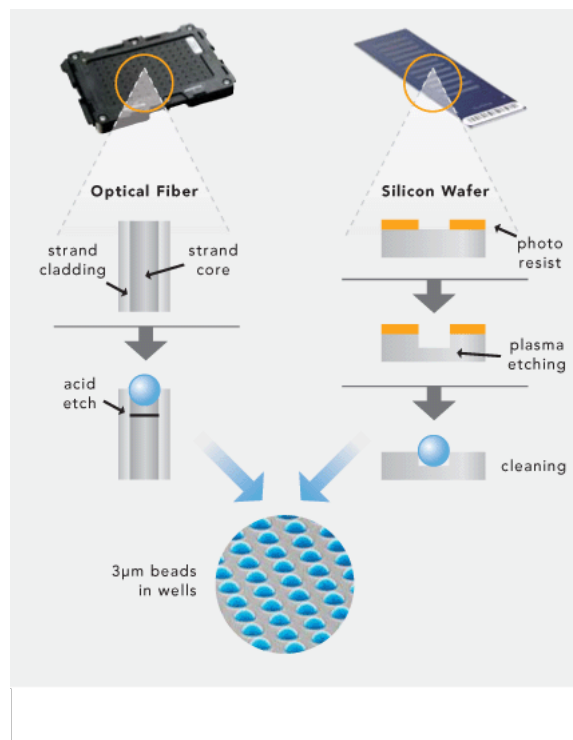 Optical Fiber
Silicon Wafer
strand
cladding
strand
core
photo
resist
plasma
etching
acid
etch
cleaning
3µm beads
in wells